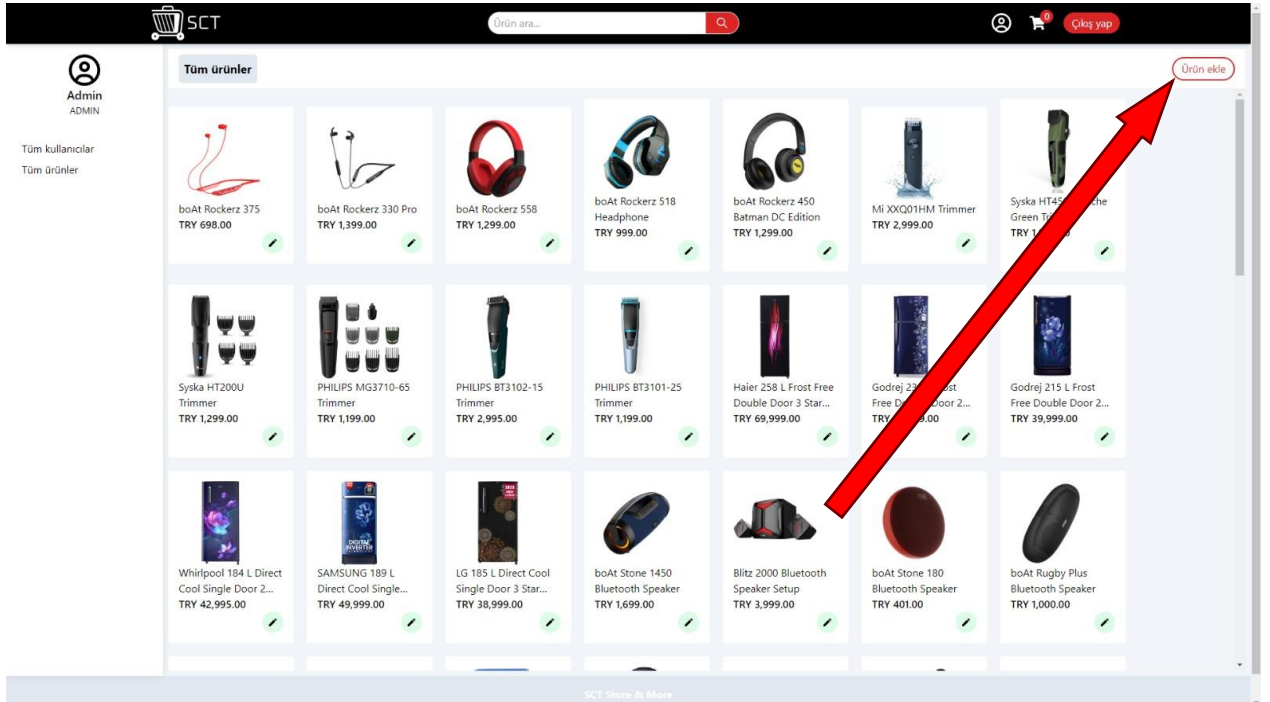 SCT
Ürün ara...
0
Çıkış yap
Admin
ADMIN
Tüm kullanıcılar
Tüm ürünler
Tüm ürünler
Ürün ekle
boAt Rockerz 375
TRY 698.00
boAt Rockerz 330 Pro
TRY 1,399.00
boAt Rockerz 558
TRY 1,299.00
boAt Rockerz 518
Headphone
TRY 999.00
boAt Rockerz 450
Batman DC Edition
TRY 1,299.00
Mi XXQ01HM Trimmer
TRY 2,999.00
Syska
Green
TRY
Syska HT200U
Trimmer
TRY 1,299.00
PHILIPS MG3710-65
Trimmer
TRY 1,199.00
PHILIPS BT3102-15
Trimmer
TRY 2,995.00
PHILIPS BT3101-25
Trimmer
TRY 1,199.00
Haier 258 L Frost Free
Double Door 3 Star...
TRY 69,999.00
Godrej
Free Door 2...
Godrej 215 L Frost
Free Double Door 2...
TRY 39,999.00
Whirlpool 184 L Direct
Cool Single Door 2...
TRY 42,995.00
DIGITAL
INVERTER
SAMSUNG 189 L
Direct Cool Single...
TRY 49,999.00
LG 185 L Direct Cool
Single Door 3 Star...
TRY 38,999.00
boAt Stone 1450
Bluetooth Speaker
TRY 1,699.00
Blitz 2000 Bluetooth
Speaker Setup
TRY 3,999.00
boAt Stone 180
Bluetooth Speaker
TRY 401.00
boAt Rugby Plus
Bluetooth Speaker
TRY 1,000.00
SCT Store & More